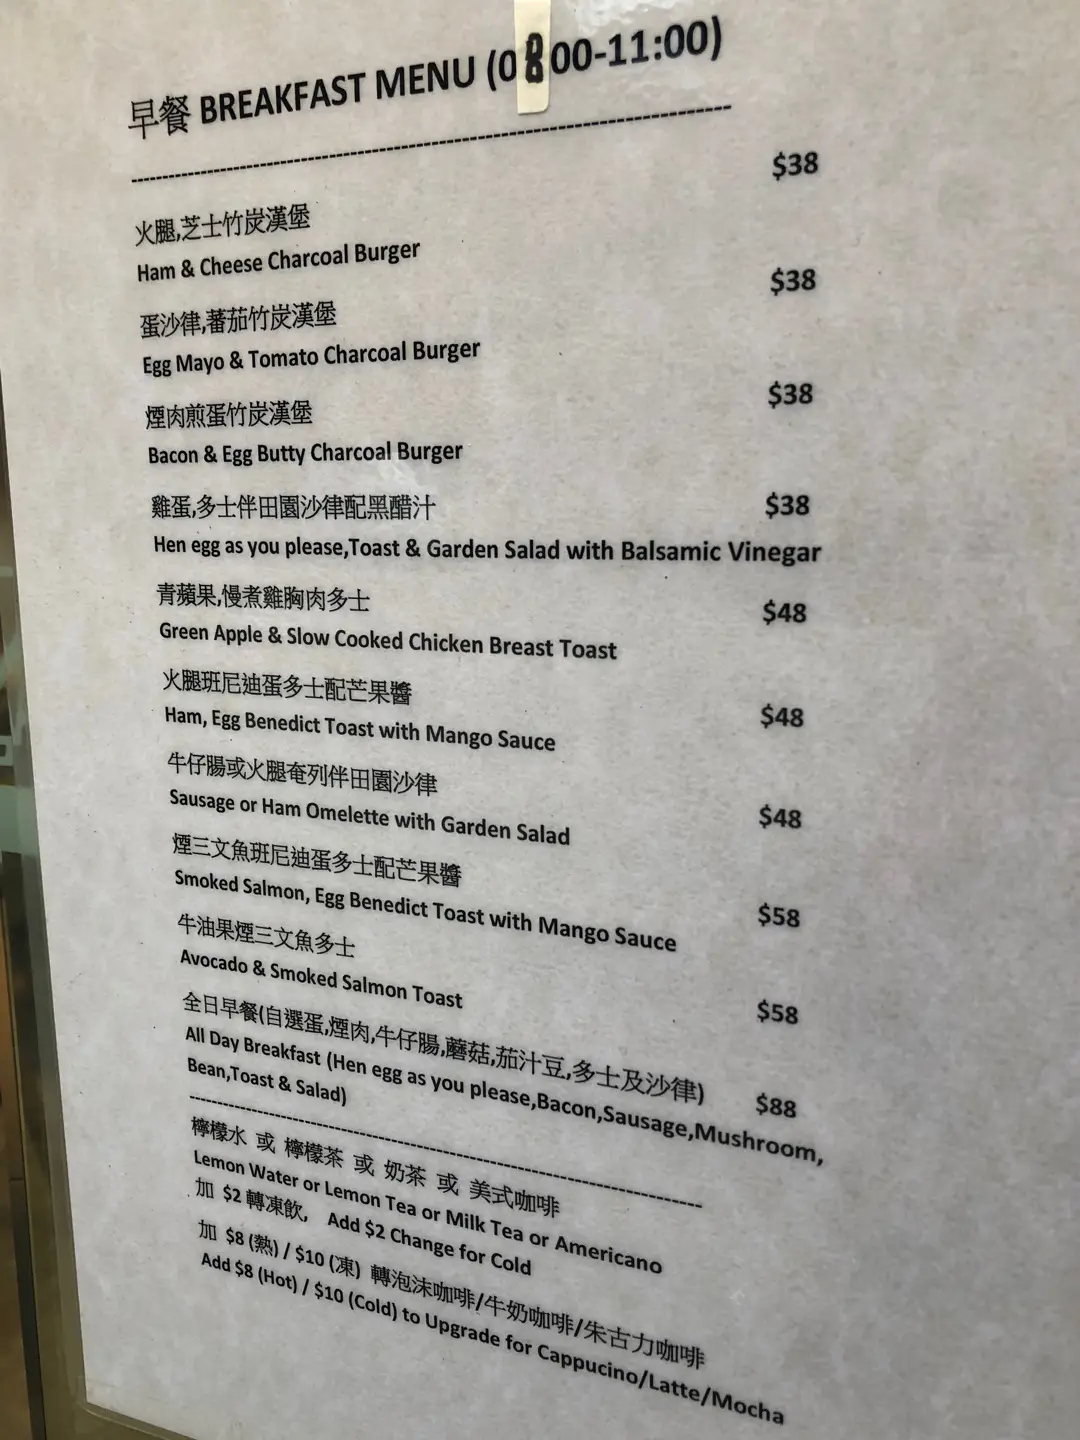 早餐 BREAKFAST MENU (08:00-11:00)
--------------------------------------------------
$38
火腿,芝士竹炭漢堡
Ham & Cheese Charcoal Burger
$38
蛋沙律,蕃茄竹炭漢堡
Egg Mayo & Tomato Charcoal Burger
$38
煙肉煎蛋竹炭漢堡
Bacon & Egg Butty Charcoal Burger
雞蛋,多士伴田園沙律配黑醋汁 $38
Hen egg as you please,Toast & Garden Salad with Balsamic Vinegar
青蘋果,慢煮雞胸肉多士 $48
Green Apple & Slow Cooked Chicken Breast Toast
火腿班尼迪蛋多士配芒果醬 $48
Ham, Egg Benedict Toast with Mango Sauce
牛仔腸或火腿奄列伴田園沙律 $48
Sausage or Ham Omelette with Garden Salad
煙三文魚班尼迪蛋多士配芒果醬 $58
Smoked Salmon, Egg Benedict Toast with Mango Sauce
牛油果煙三文魚多士 $58
Avocado & Smoked Salmon Toast
全日早餐(自選蛋,煙肉,牛仔腸,蘑菇,茄汁豆,多士及沙律) $88
All Day Breakfast (Hen egg as you please,Bacon,Sausage,Mushroom,
Bean,Toast & Salad)
--------------------------------------------------
檸檬水 或 檸檬茶 或 奶茶 或 美式咖啡
Lemon Water or Lemon Tea or Milk Tea or Americano
加 $2 轉凍飲, Add $2 Change for Cold
加 $8 (熱) / $10 (凍) 轉泡沫咖啡/牛奶咖啡/朱古力咖啡
Add $8 (Hot) / $10 (Cold) to Upgrade for Cappucino/Latte/Mocha